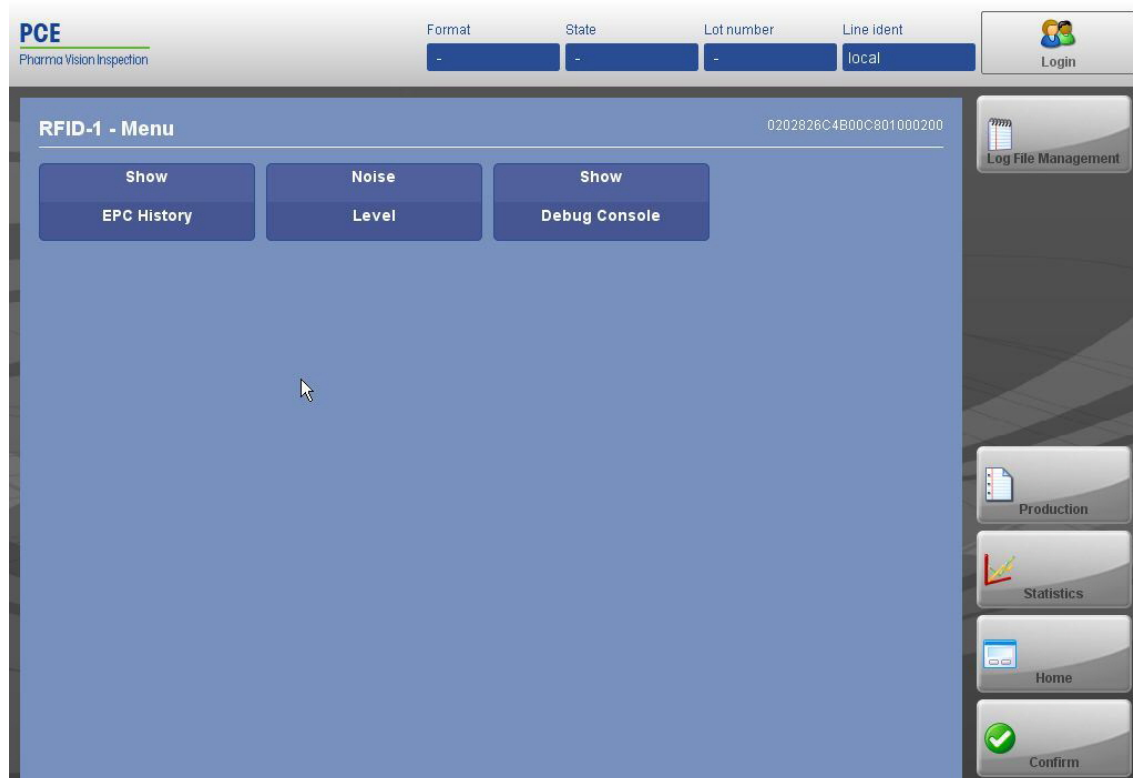 PCE
Pharma Vision Inspection
Format
State
Lot number
Line ident
-
-
-
local
Login
RFID-1 - Menu
0202826C4B00C801000200
Log File Management
Show
EPC History
Noise
Level
Show
Debug Console
Production
Statistics
Home
Confirm